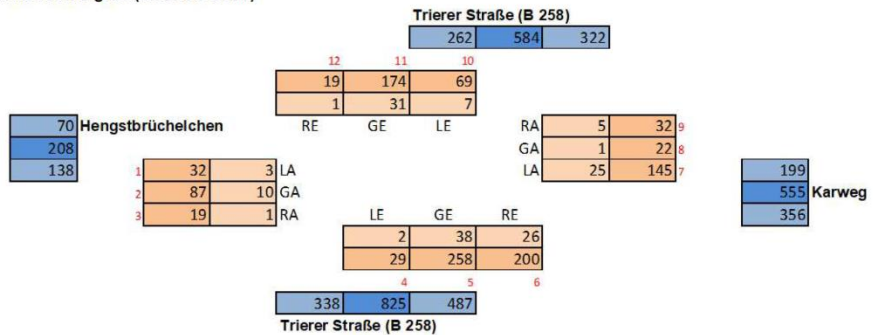 Trierer Straße (B 258)
262 584 322
12 11 10
19 174 69
1 31 7
RE GE LE
70 Hengstbrüchelchen
208
138
RA 5 32 9
GA 1 22 8
LA 25 145 7
1 32 3 LA
2 87 10 GA
3 19 1 RA
199
555 Karweg
356
LE GE RE
2 38 26
29 258 200
4 5 6
338 825 487
Trierer Straße (B 258)